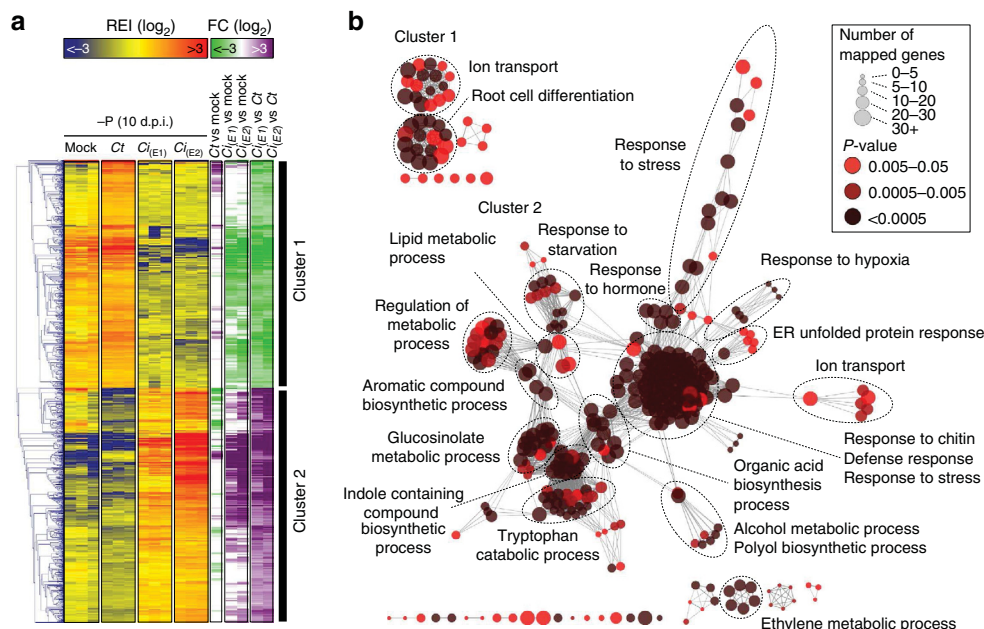 a
REI (log2)
FC (log2)
<–3
>3
<–3
>3
–P (10 d.p.i.)
Mock
Ct
Ci(E1)
Ci(E2)
Ct vs mock
Ci(E1) vs mock
Ci(E2) vs mock
Ci(E1) vs Ct
Ci(E2) vs Ct
Cluster 1
Cluster 2
b
Cluster 1
Ion transport
Root cell differentiation
Cluster 2
Lipid metabolic
process
Response to
starvation
Response
to hormone
Response
to stress
Regulation of
metabolic
process
Aromatic compound
biosynthetic process
Glucosinolate
metabolic process
Indole containing
compound
biosynthetic
process
Tryptophan
catabolic process
Number of
mapped genes
0–5
5–10
10–20
20–30
30+
P-value
0.005–0.05
0.0005–0.005
<0.0005
Response to hypoxia
ER unfolded protein response
Ion transport
Response to chitin
Defense response
Response to stress
Organic acid
biosynthesis
process
Alcohol metabolic process
Polyol biosynthetic process
Ethylene metabolic process